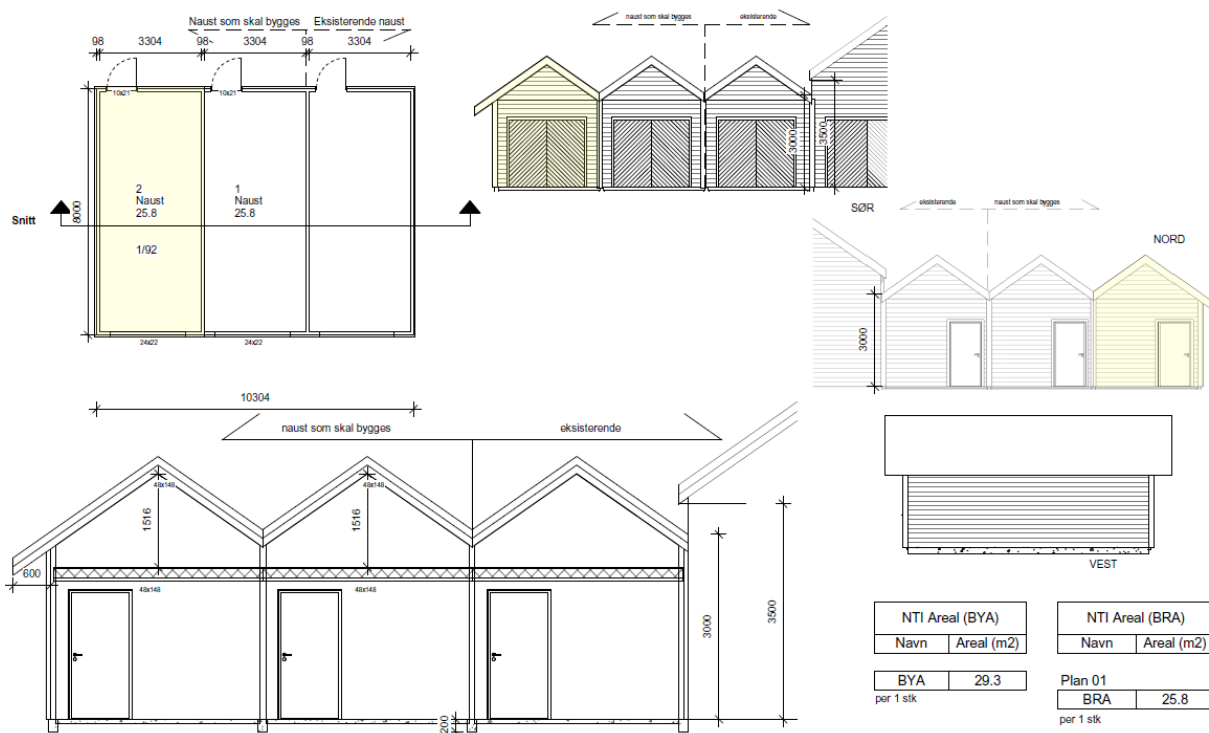 Naust som skal bygges
Eksisterende naust
98
3304
98
3304
98
3304
10x21
10x21
2
Naust
25.8
1
Naust
25.8
1/92
8000
Snitt
24x22
24x22
naust som skal bygges
eksisterende
3000
3500
SØR
eksisterende
naust som skal bygges
NORD
3000
10304
naust som skal bygges
eksisterende
48x148
48x148
1516
1516
600
48x148
48x148
3000
3500
200
VEST
NTI Areal (BYA)
Navn Areal (m2)
BYA 29.3
per 1 stk
NTI Areal (BRA)
Navn Areal (m2)
Plan 01
BRA 25.8
per 1 stk